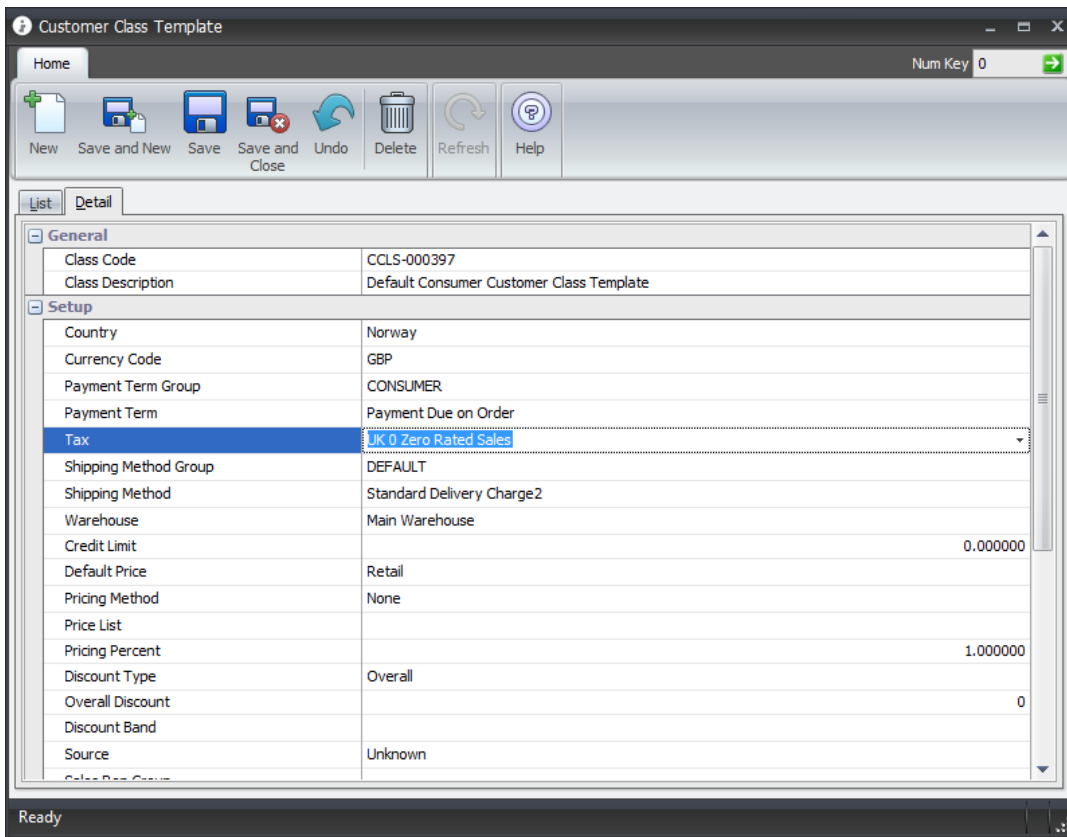 Customer Class Template
Home
Num Key 0
New Save and New Save Save and Close Undo Delete Refresh Help
List Detail
General
Class Code CCLS-000397
Class Description Default Consumer Customer Class Template
Setup
Country Norway
Currency Code GBP
Payment Term Group CONSUMER
Payment Term Payment Due on Order
Tax UK 0 Zero Rated Sales
Shipping Method Group DEFAULT
Shipping Method Standard Delivery Charge2
Warehouse Main Warehouse
Credit Limit 0.000000
Default Price Retail
Pricing Method None
Price List
Pricing Percent 1.000000
Discount Type Overall
Overall Discount 0
Discount Band
Source Unknown
Ready